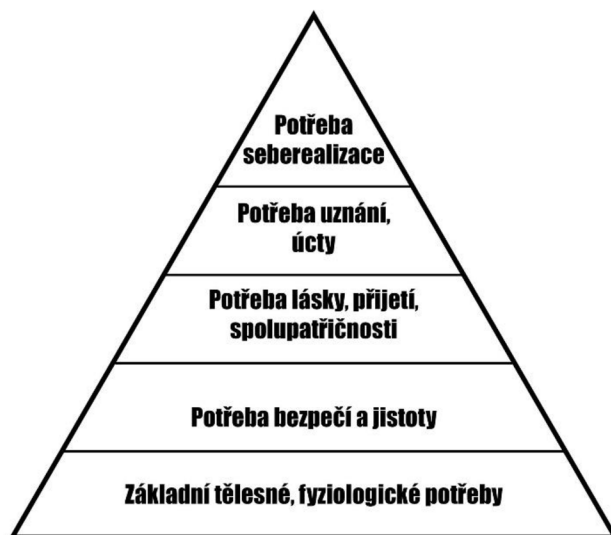 Potřeba
seberealizace
Potřeba uznání,
úcty
Potřeba lásky, přijetí,
spolupatřičnosti
Potřeba bezpečí a jistoty
Základní tělesné, fyziologické potřeby